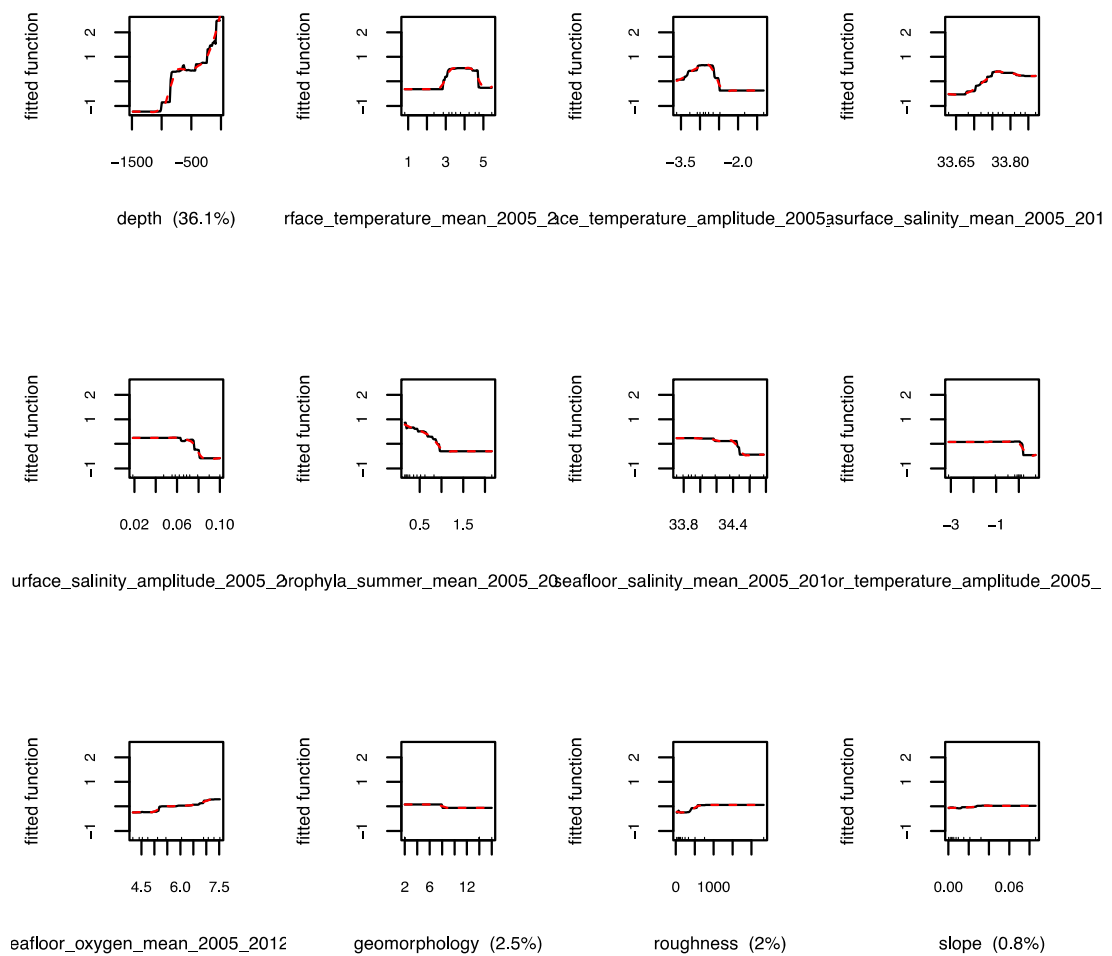 fitted function
2
1
−1
−1500 −500
depth (36.1%)
fitted function
2
1
−1
1 3 5
rface_temperature_mean_2005_2
fitted function
2
1
−1
−3.5 −2.0
ace_temperature_amplitude_2005
fitted function
2
1
−1
33.65 33.80
asurface_salinity_mean_2005_201
fitted function
2
1
−1
0.02 0.06 0.10
urface_salinity_amplitude_2005_2
fitted function
2
1
−1
0.5 1.5
rophyla_summer_mean_2005_20
fitted function
2
1
−1
33.8 34.4
seafloor_salinity_mean_2005_201
fitted function
2
1
−1
−3 −1
or_temperature_amplitude_2005_
fitted function
2
1
−1
4.5 6.0 7.5
eafloor_oxygen_mean_2005_2012
fitted function
2
1
−1
2 6 12
geomorphology (2.5%)
fitted function
2
1
−1
0 1000
roughness (2%)
fitted function
2
1
−1
0.00 0.06
slope (0.8%)